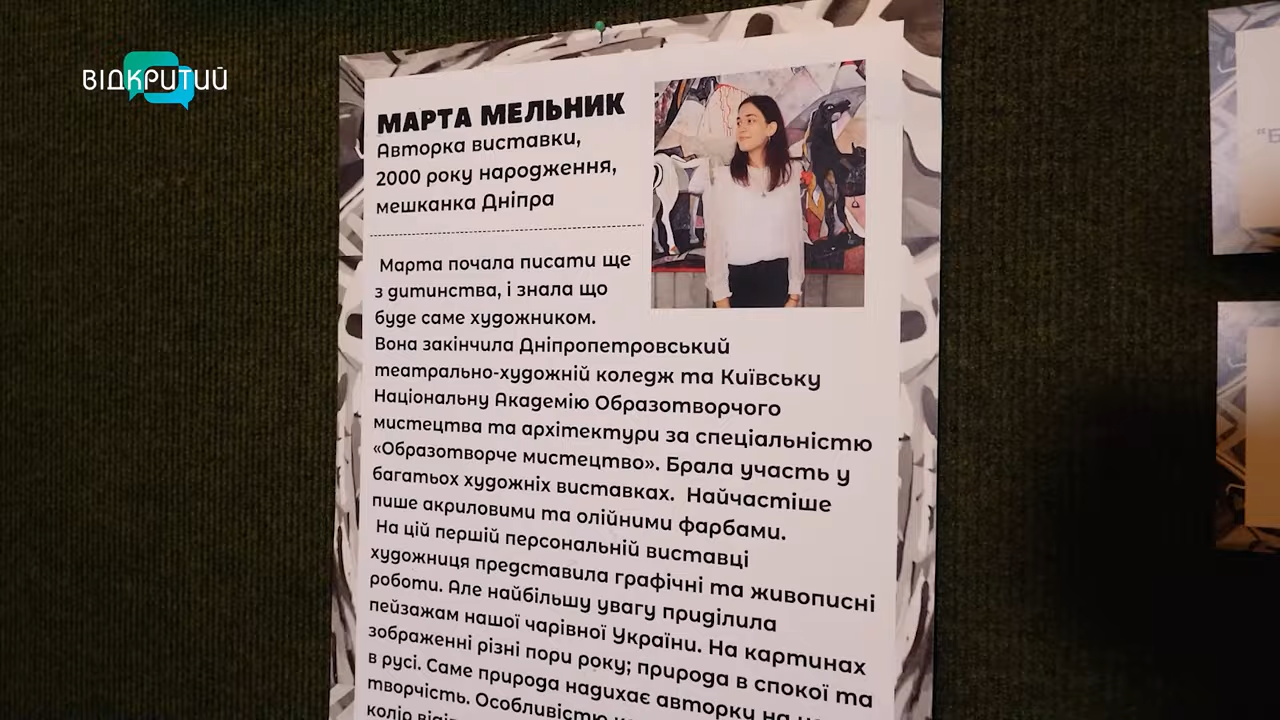 ВІДКРИТИЙ
МАРТА МЕЛЬНИК
Авторка виставки,
2000 року народження,
мешканка Дніпра
Марта почала писати ще
з дитинства, і знала що
буде саме художником.
Вона закінчила Дніпропетровський
театрально-художній коледж та Київську
Національну Академію Образотворчого
мистецтва та архітектури за спеціальністю
«Образотворче мистецтво». Брала участь у
багатьох художніх виставках. Найчастіше
пише акриловими та олійними фарбами.
На цій першій персональній виставці
художниця представила графічні та живописні
роботи. Але найбільшу увагу приділила
пейзажам нашої чарівної України. На картинах
зображенні різні пори року; природа в спокої та
в русі. Саме природа надихає авторку на
творчість. Особливістю
колір